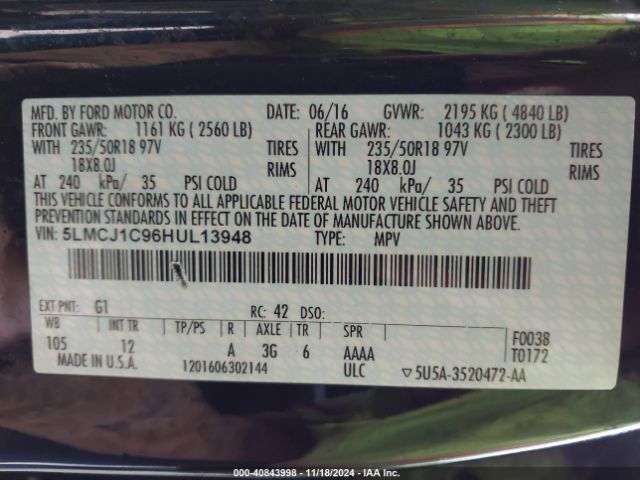 MFD. BY FORD MOTOR CO. DATE: 06/16 GVWR: 2195 KG ( 4840 LB)
FRONT GAWR: 1161 KG ( 2560 LB) REAR GAWR: 1043 KG ( 2300 LB)
WITH 235/50R18 97V TIRES WITH 235/50R18 97V TIRES
18X8.0J RIMS 18X8.0J RIMS
AT 240 kPa/ 35 PSI COLD AT 240 kPa/ 35 PSI COLD
THIS VEHICLE CONFORMS TO ALL APPLICABLE FEDERAL MOTOR VEHICLE SAFETY AND THEFT
PREVENTION STANDARDS IN EFFECT ON THE DATE OF MANUFACTURE SHOWN ABOVE.
VIN: 5LMCJ1C96HUL13948 TYPE: MPV
EXT PNT: G1 RC: 42 DSO:
WB INT TR TP/PS R AXLE TR SPR F0038
105 12 A 3G 6 AAAA T0172
MADE IN U.S.A. 1201606302144 ULC ▽5U5A-3520472-AA
000-40843998 - 11/18/2024 - IAA Inc.